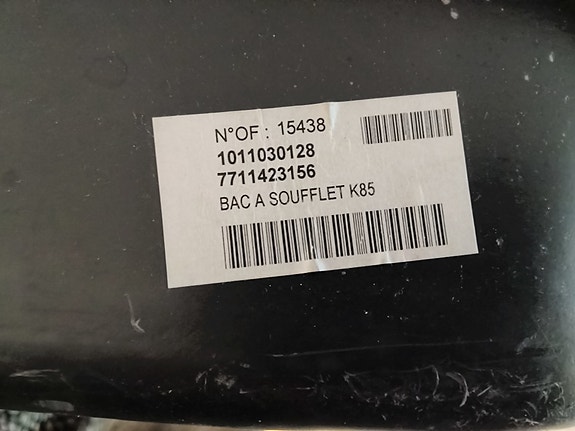 N°OF : 15438
1011030128
7711423156
BAC A SOUFFLET K85